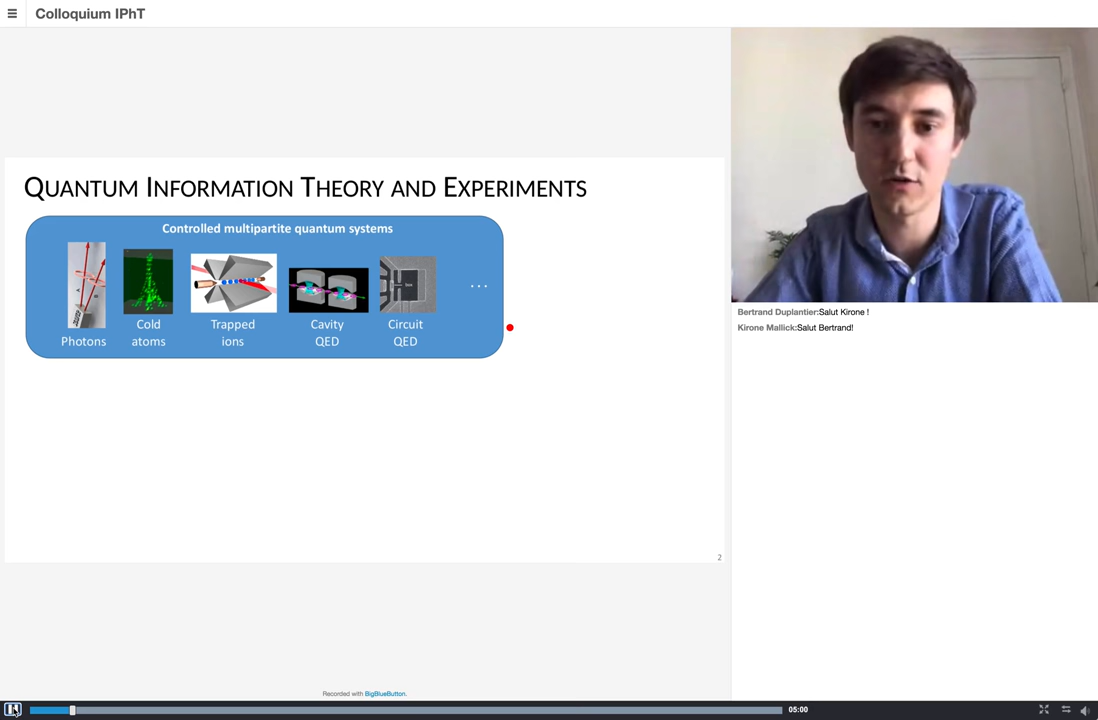 Colloquium IPhT
QUANTUM INFORMATION THEORY AND EXPERIMENTS
Controlled multipartite quantum systems
Photons
Cold
atoms
Trapped
ions
Cavity
QED
Circuit
QED
...
2
Bertrand Duplantier:Salut Kirone !
Kirone Mallick:Salut Bertrand!
Recorded with BigBlueButton.
05:00